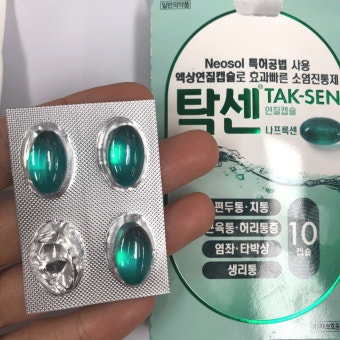 일반의약품
Neosol 특허공법 사용
액상연질캡슐로 효과빠른 소염진통제
탁센® TAK-SEN
연질캡슐
나프록센
편두통·치통
근육통·허리통증
염좌·타박상
생리통
10
캡슐